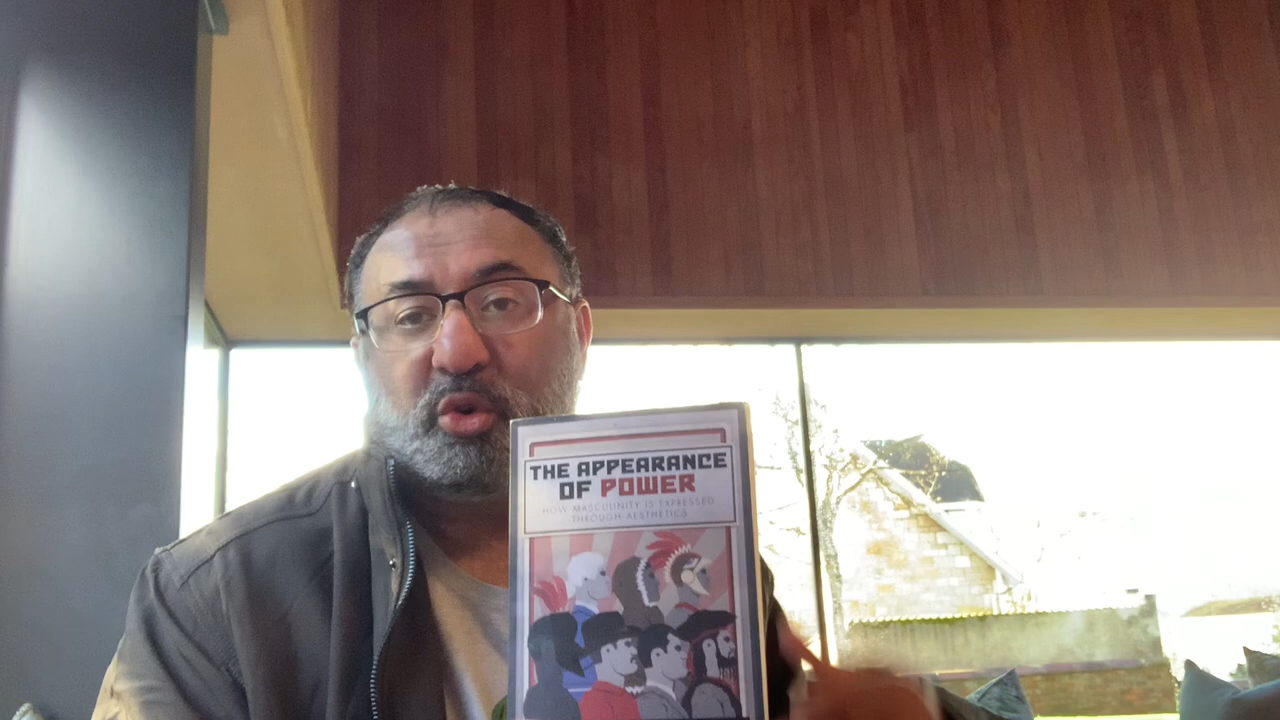 THE APPEARANCE
OF POWER
HOW MASCULINITY IS EXPRESSED
THROUGH AESTHETICS